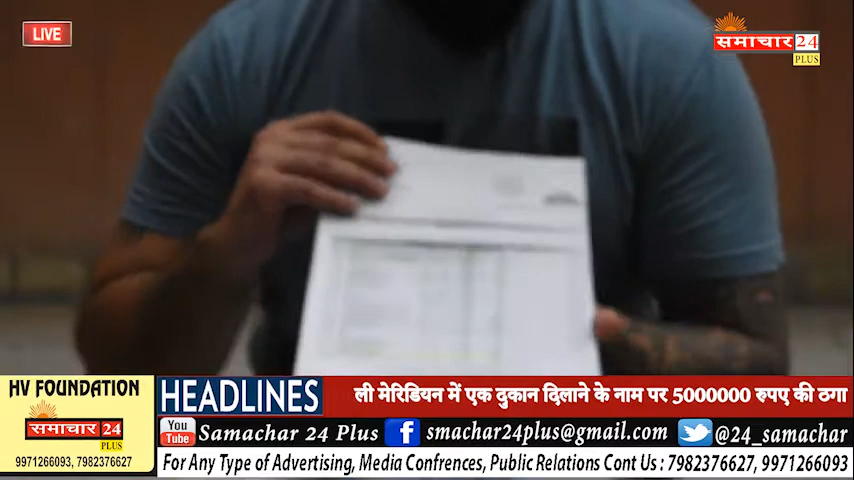 LIVE
समाचार 24
PLUS
HV FOUNDATION
समाचार 24
PLUS
9971266093, 7982376627
HEADLINES
ली मेरिडियन में एक दुकान दिलाने के नाम पर 5000000 रुपए की ठगा
You Tube Samachar 24 Plus f smachar24plus@gmail.com @24_samachar
For Any Type of Advertising, Media Confrences, Public Relations Cont Us : 7982376627, 9971266093